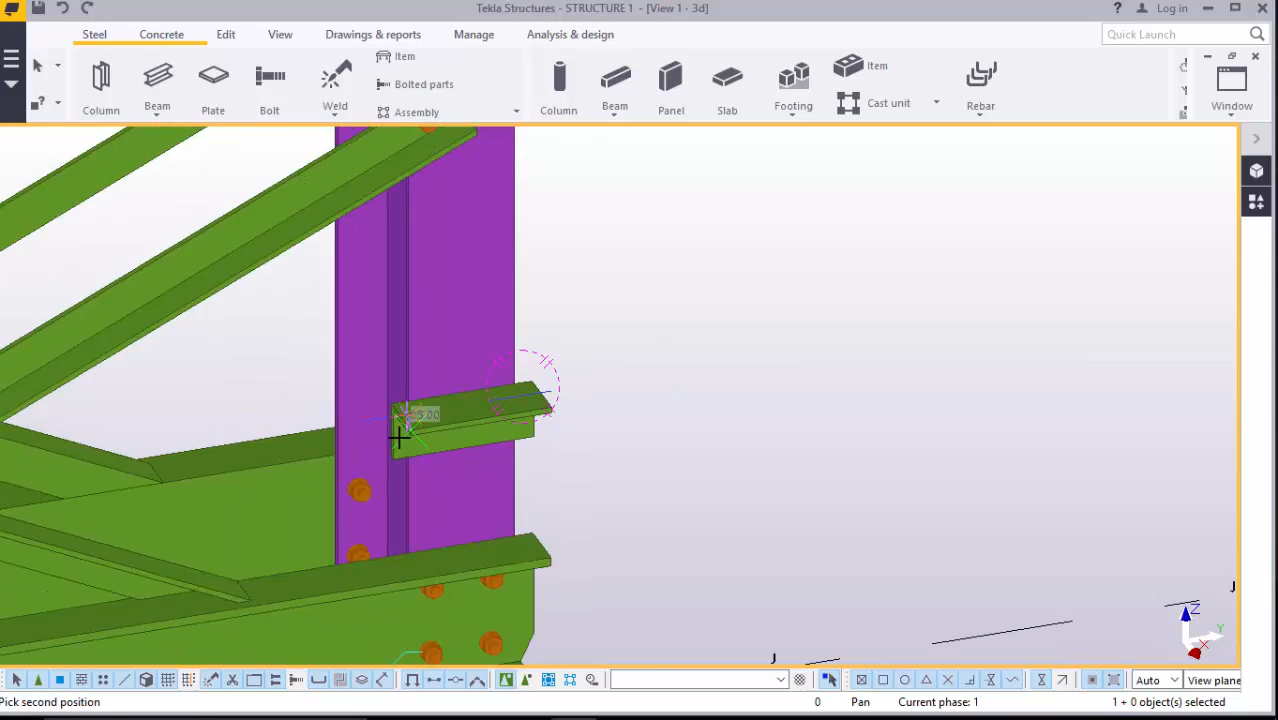 Tekla Structures - STRUCTURE 1 - [View 1 - 3d]
? Log in
Steel Concrete Edit View Drawings & reports Manage Analysis & design
Quick Launch
Item Item
Bolted parts
Column Beam Plate Bolt Weld Column Beam Panel Slab Footing Cast unit Rebar Window
Assembly
J
Z
Y
X
J
Auto View plane
Pick second position 0 Pan Current phase: 1 1 + 0 object(s) selected